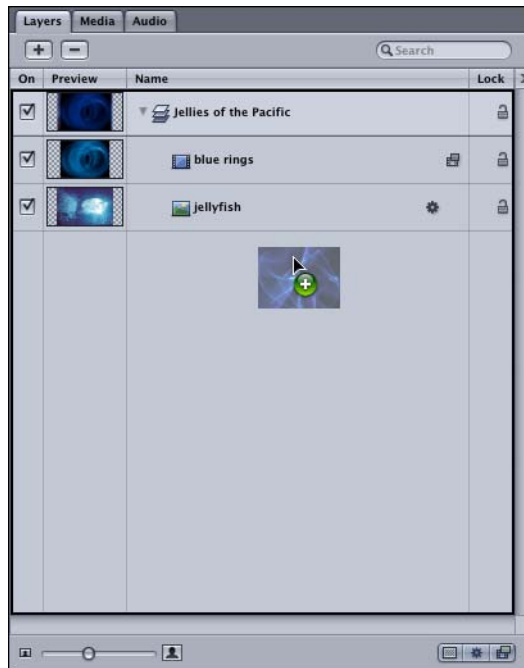 Layers Media Audio
Search
On Preview Name Lock
Jellies of the Pacific
blue rings
jellyfish